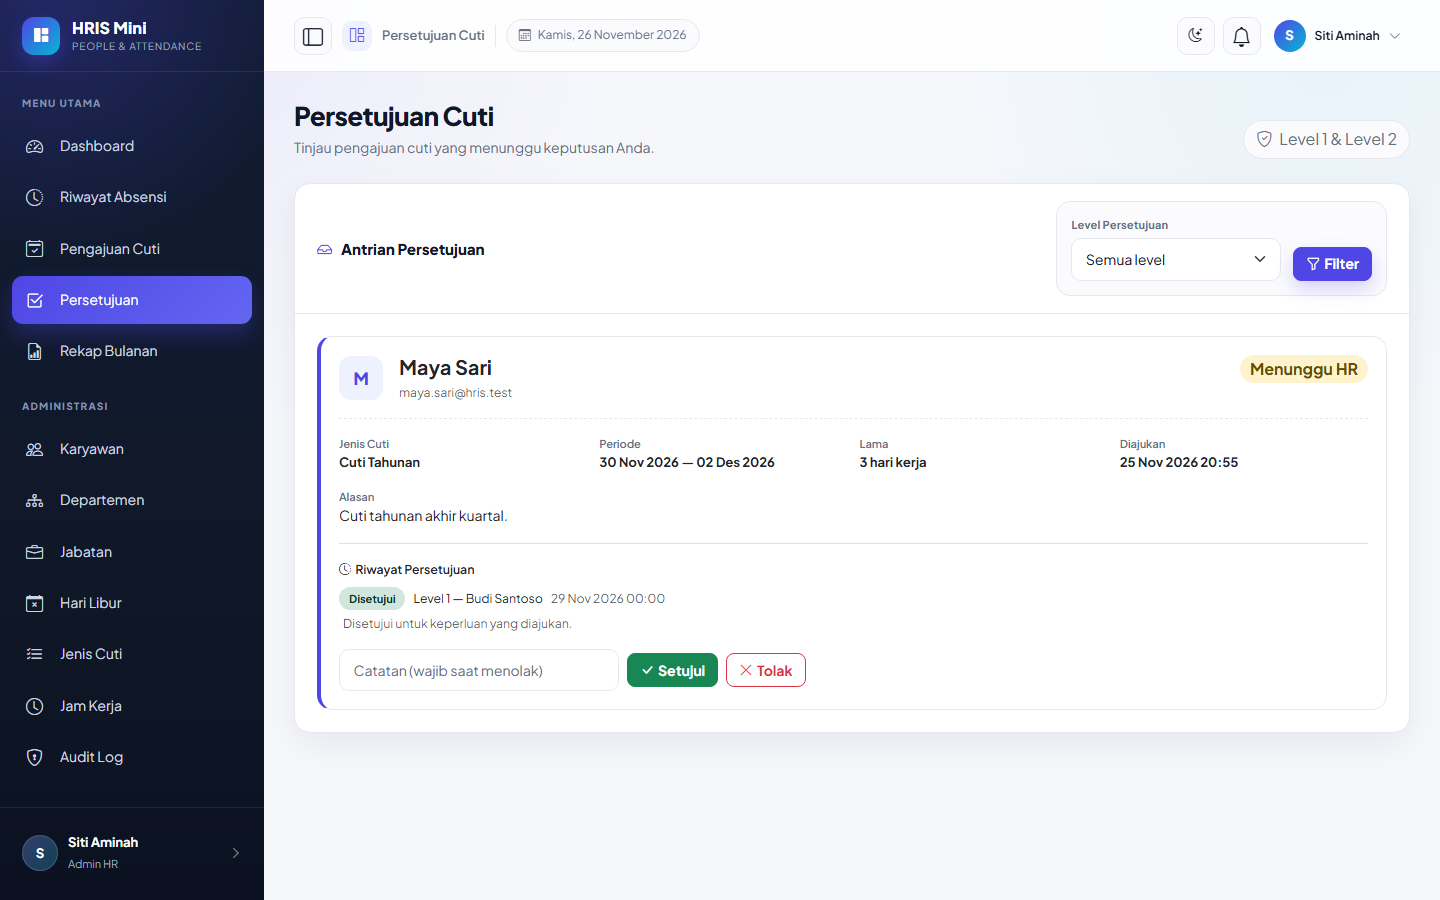 HRIS Mini
PEOPLE & ATTENDANCE
MENU UTAMA
Dashboard
Riwayat Absensi
Pengajuan Cuti
Persetujuan
Rekap Bulanan
ADMINISTRASI
Karyawan
Departemen
Jabatan
Hari Libur
Jenis Cuti
Jam Kerja
Audit Log
S
Siti Aminah
Admin HR
Persetujuan Cuti
Kamis, 26 November 2026
S
Siti Aminah
Persetujuan Cuti
Tinjau pengajuan cuti yang menunggu keputusan Anda.
Level 1 & Level 2
Antrian Persetujuan
Level Persetujuan
Semua level
Filter
M
Maya Sari
maya.sari@hris.test
Menunggu HR
Jenis Cuti
Cuti Tahunan
Periode
30 Nov 2026 — 02 Des 2026
Lama
3 hari kerja
Diajukan
25 Nov 2026 20:55
Alasan
Cuti tahunan akhir kuartal.
Riwayat Persetujuan
Disetujui Level 1 — Budi Santoso 29 Nov 2026 00:00
Disetujui untuk keperluan yang diajukan.
Catatan (wajib saat menolak)
Setujui
Tolak